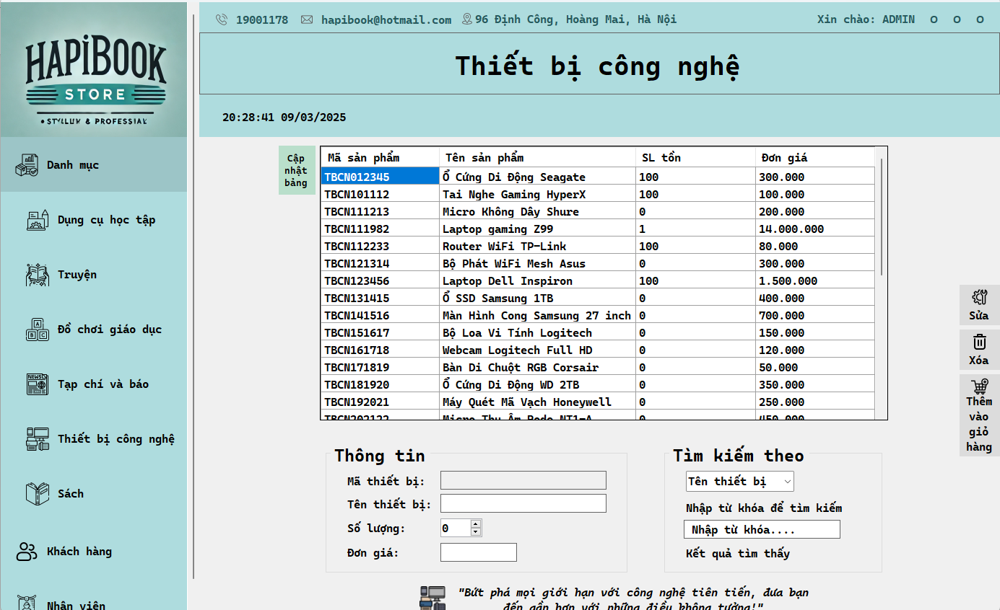 HAPiBOOK
STORE
19001178 hapibook@hotmail.com 96 Định Công, Hoàng Mai, Hà Nội Xin chào: ADMIN O O O
Thiết bị công nghệ
20:28:41 09/03/2025
Danh mục
Dụng cụ học tập
Truyện
Đồ chơi giáo dục
Tạp chí và báo
Thiết bị công nghệ
Sách
Khách hàng
Nhân viên
Cập
nhật
bảng
Mã sản phẩm Tên sản phẩm SL tồn Đơn giá
TBCN012345 Ổ Cứng Di Động Seagate 100 300.000
TBCN101112 Tai Nghe Gaming HyperX 100 100.000
TBCN111213 Micro Không Dây Shure 0 200.000
TBCN111982 Laptop gaming Z99 1 14.000.000
TBCN112233 Router WiFi TP-Link 100 80.000
TBCN121314 Bộ Phát WiFi Mesh Asus 0 300.000
TBCN123456 Laptop Dell Inspiron 100 1.500.000
TBCN131415 Ổ SSD Samsung 1TB 0 400.000
TBCN141516 Màn Hình Cong Samsung 27 inch 0 700.000
TBCN151617 Bộ Loa Vi Tính Logitech 0 150.000
TBCN161718 Webcam Logitech Full HD 0 120.000
TBCN171819 Bàn Di Chuột RGB Corsair 0 50.000
TBCN181920 Ổ Cứng Di Động WD 2TB 0 350.000
TBCN192021 Máy Quét Mã Vạch Honeywell 0 250.000
TBCN202122 Micro Thu Âm Rode NT1-A 0 450.000
Sửa
Xóa
Thêm
vào
giỏ
hàng
Thông tin
Mã thiết bị:
Tên thiết bị:
Số lượng: 0
Đơn giá:
Tìm kiếm theo
Tên thiết bị
Nhập từ khóa để tìm kiếm
Nhập từ khóa....
Kết quả tìm thấy
"Bứt phá mọi giới hạn với công nghệ tiên tiến, đưa bạn
đến gần hơn với những điều không tưởng!"